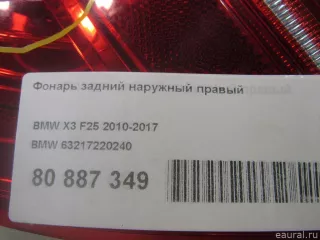 Фонарь задний наружный правый
BMW X3 F25 2010-2017
BMW 63217220240
80 887 349
eaural.ru